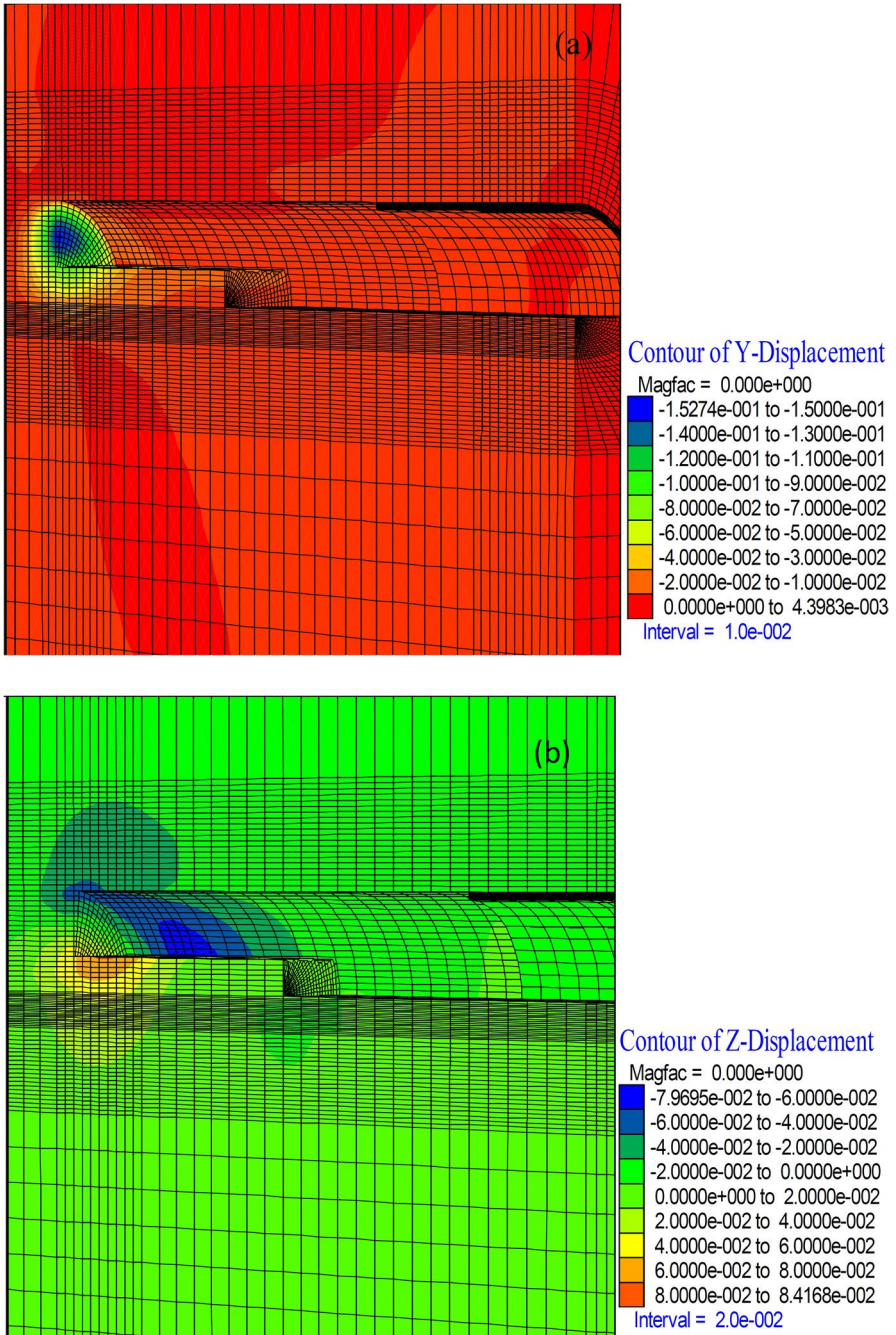 (a)
Contour of Y-Displacement
Magfac = 0.000e+000
-1.5274e-001 to -1.5000e-001
-1.4000e-001 to -1.3000e-001
-1.2000e-001 to -1.1000e-001
-1.0000e-001 to -9.0000e-002
-8.0000e-002 to -7.0000e-002
-6.0000e-002 to -5.0000e-002
-4.0000e-002 to -3.0000e-002
-2.0000e-002 to -1.0000e-002
0.0000e+000 to 4.3983e-003
Interval = 1.0e-002
(b)
Contour of Z-Displacement
Magfac = 0.000e+000
-7.9695e-002 to -6.0000e-002
-6.0000e-002 to -4.0000e-002
-4.0000e-002 to -2.0000e-002
-2.0000e-002 to 0.0000e+000
0.0000e+000 to 2.0000e-002
2.0000e-002 to 4.0000e-002
4.0000e-002 to 6.0000e-002
6.0000e-002 to 8.0000e-002
8.0000e-002 to 8.4168e-002
Interval = 2.0e-002